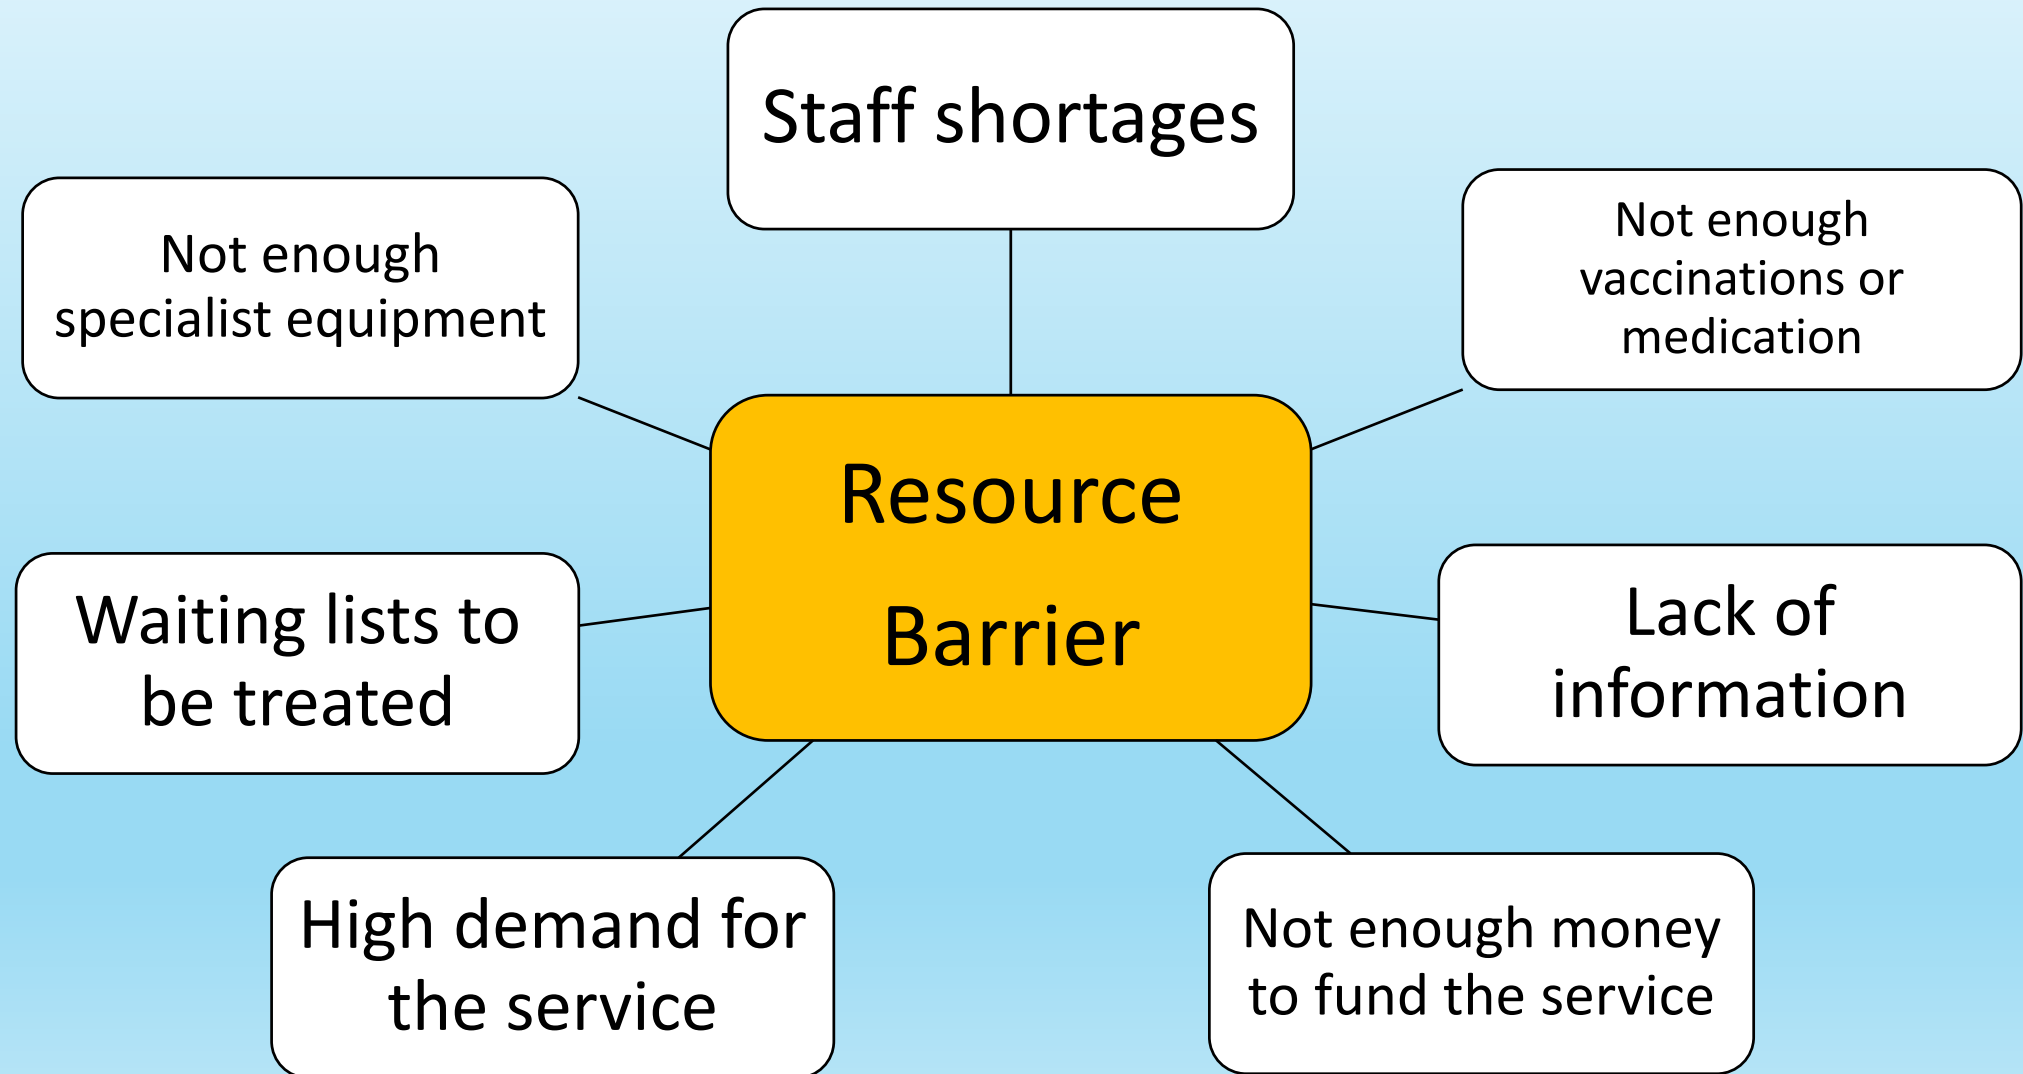 Staff shortages
Not enough
specialist equipment
Not enough
vaccinations or
medication
Resource
Barrier
Waiting lists to
be treated
Lack of
information
High demand for
the service
Not enough money
to fund the service